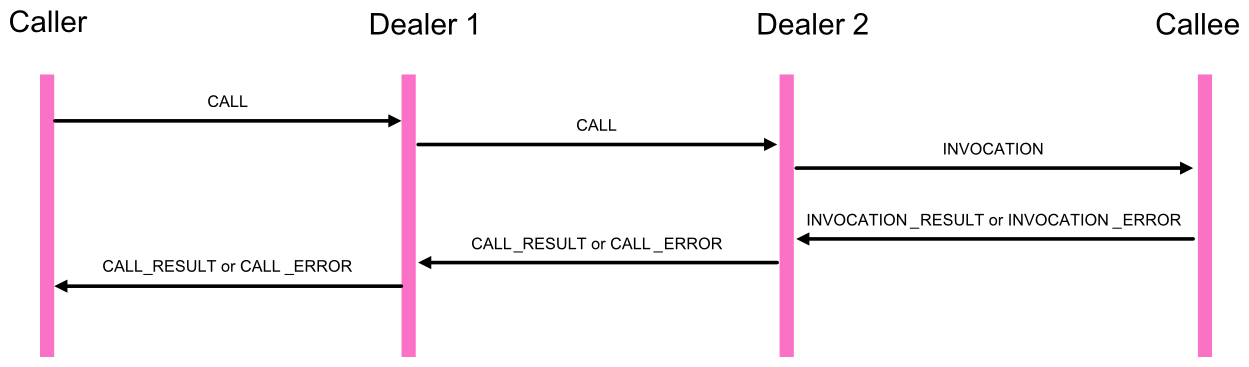 Caller Dealer 1 Dealer 2 Callee
CALL
CALL
INVOCATION
INVOCATION _RESULT or INVOCATION _ERROR
CALL_RESULT or CALL _ERROR
CALL_RESULT or CALL _ERROR